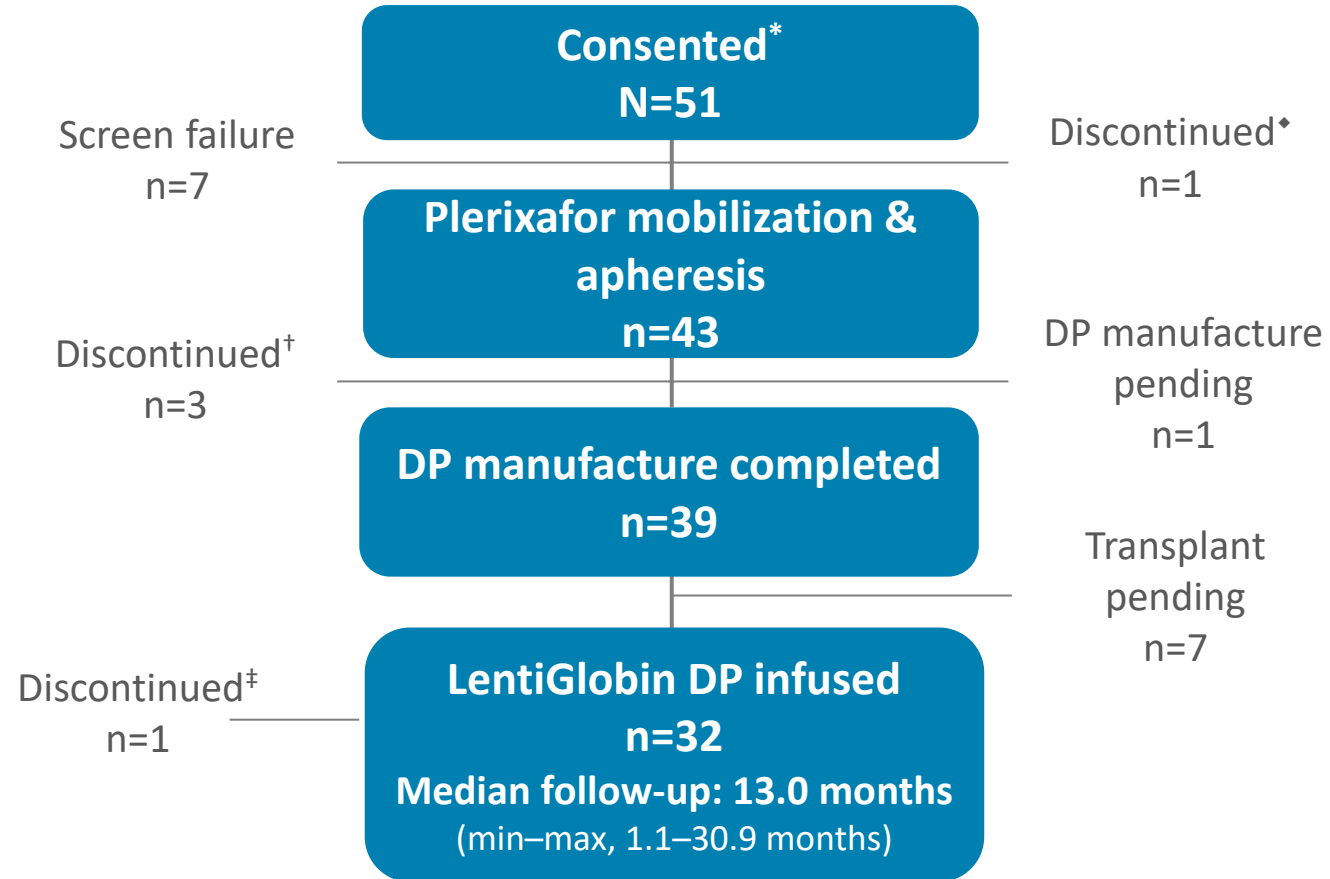 Consented*
N=51
Screen failure
n=7
Discontinued◆
n=1
Plerixafor mobilization &
apheresis
n=43
Discontinued†
n=3
DP manufacture
pending
n=1
DP manufacture completed
n=39
Transplant
pending
n=7
Discontinued‡
n=1
LentiGlobin DP infused
n=32
Median follow-up: 13.0 months
(min–max, 1.1–30.9 months)